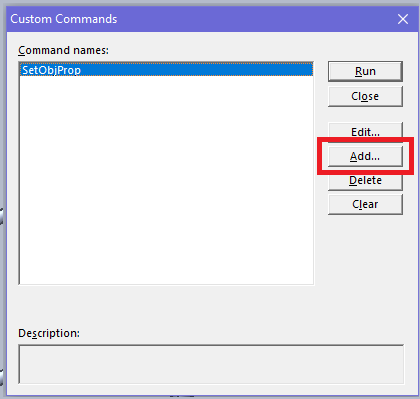 Custom Commands
Command names:
SetObjProp
Run
Close
Edit...
Add...
Delete
Clear
Description: